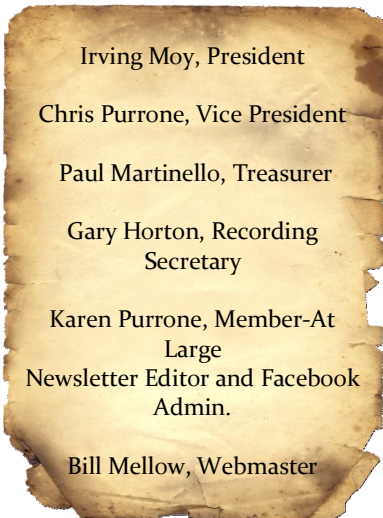 Irving Moy, President
Chris Purrone, Vice President
Paul Martinello, Treasurer
Gary Horton, Recording
Secretary
Karen Purrone, Member-At
Large
Newsletter Editor and Facebook
Admin.
Bill Mellow, Webmaster